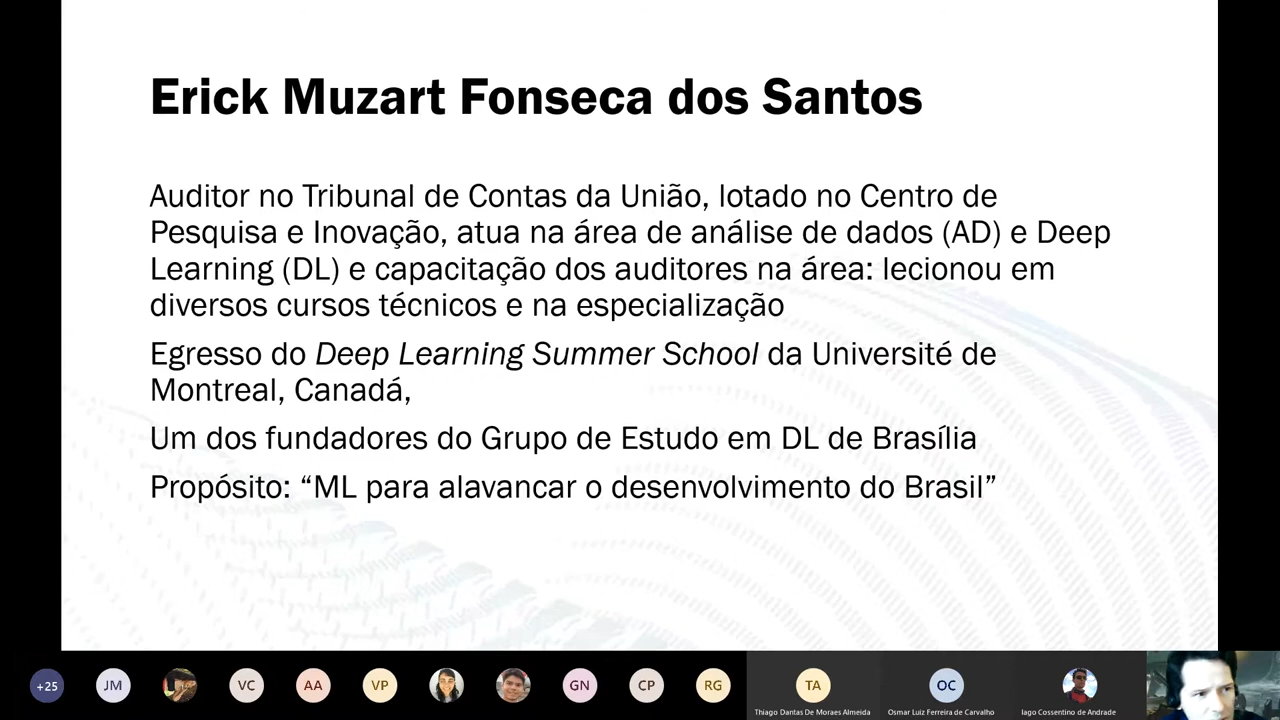 Erick Muzart Fonseca dos Santos
Auditor no Tribunal de Contas da União, lotado no Centro de
Pesquisa e Inovação, atua na área de análise de dados (AD) e Deep
Learning (DL) e capacitação dos auditores na área: lecionou em
diversos cursos técnicos e na especialização
Egresso do Deep Learning Summer School da Université de
Montreal, Canadá,
Um dos fundadores do Grupo de Estudo em DL de Brasília
Propósito: “ML para alavancar o desenvolvimento do Brasil”
+25
JM
VC
AA
VP
GN
CP
RG
TA
OC
Thiago Dantas De Moraes Almeida
Osmar Luiz Ferreira de Carvalho
Iago Cossentino de Andrade